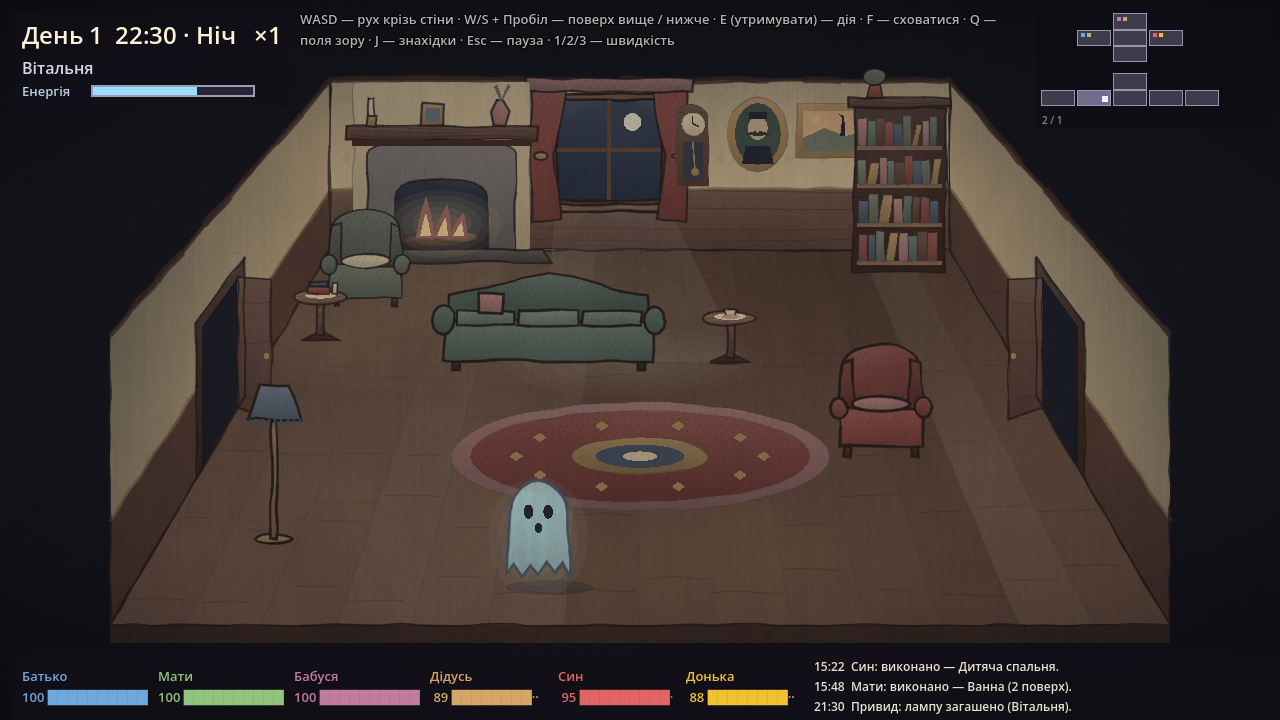 День 1 22:30 · Ніч ×1
Вітальня
Енергія
WASD — рух крізь стіни · W/S + Пробіл — поверх вище / нижче · E (утримувати) — дія · F — сховатися · Q —
поля зору · J — знахідки · Esc — пауза · 1/2/3 — швидкість
2 / 1
Батько
100
Мати
100
Бабуся
100
Дідусь
89
Син
95
Донька
88
15:22 Син: виконано — Дитяча спальня.
15:48 Мати: виконано — Ванна (2 поверх).
21:30 Привид: лампу загашено (Вітальня).